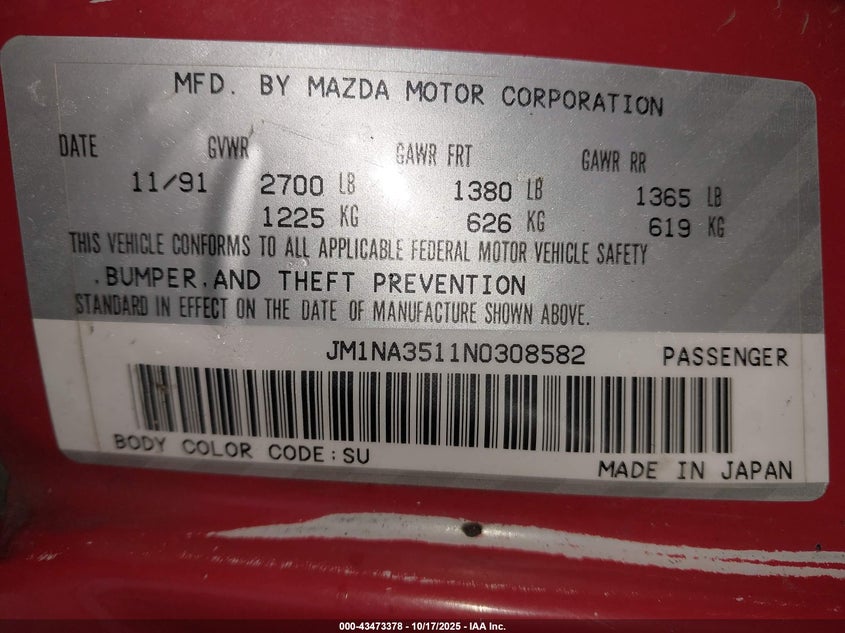 MFD. BY MAZDA MOTOR CORPORATION
DATE GVWR GAWR FRT GAWR RR
11/91 2700 LB 1380 LB 1365 LB
1225 KG 626 KG 619 KG
THIS VEHICLE CONFORMS TO ALL APPLICABLE FEDERAL MOTOR VEHICLE SAFETY
.BUMPER.AND THEFT PREVENTION
STANDARD IN EFFECT ON THE DATE OF MANUFACTURE SHOWN ABOVE.
JM1NA3511N0308582 PASSENGER
BODY COLOR CODE:SU
MADE IN JAPAN
000-43473378 - 10/17/2025 - IAA Inc.